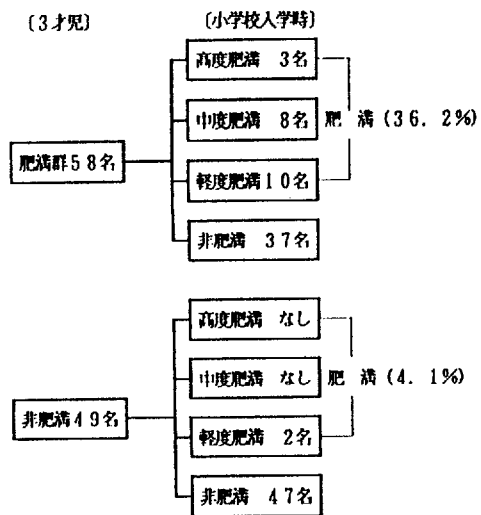 〔3才児〕 〔小学校入学時〕
高度肥満 3名
中度肥満 8名 肥 満 (36.2%)
肥満群58名
軽度肥満10名
非肥満 37名
高度肥満 なし
中度肥満 なし 肥 満 (4.1%)
非肥満49名
軽度肥満 2名
非肥満 47名